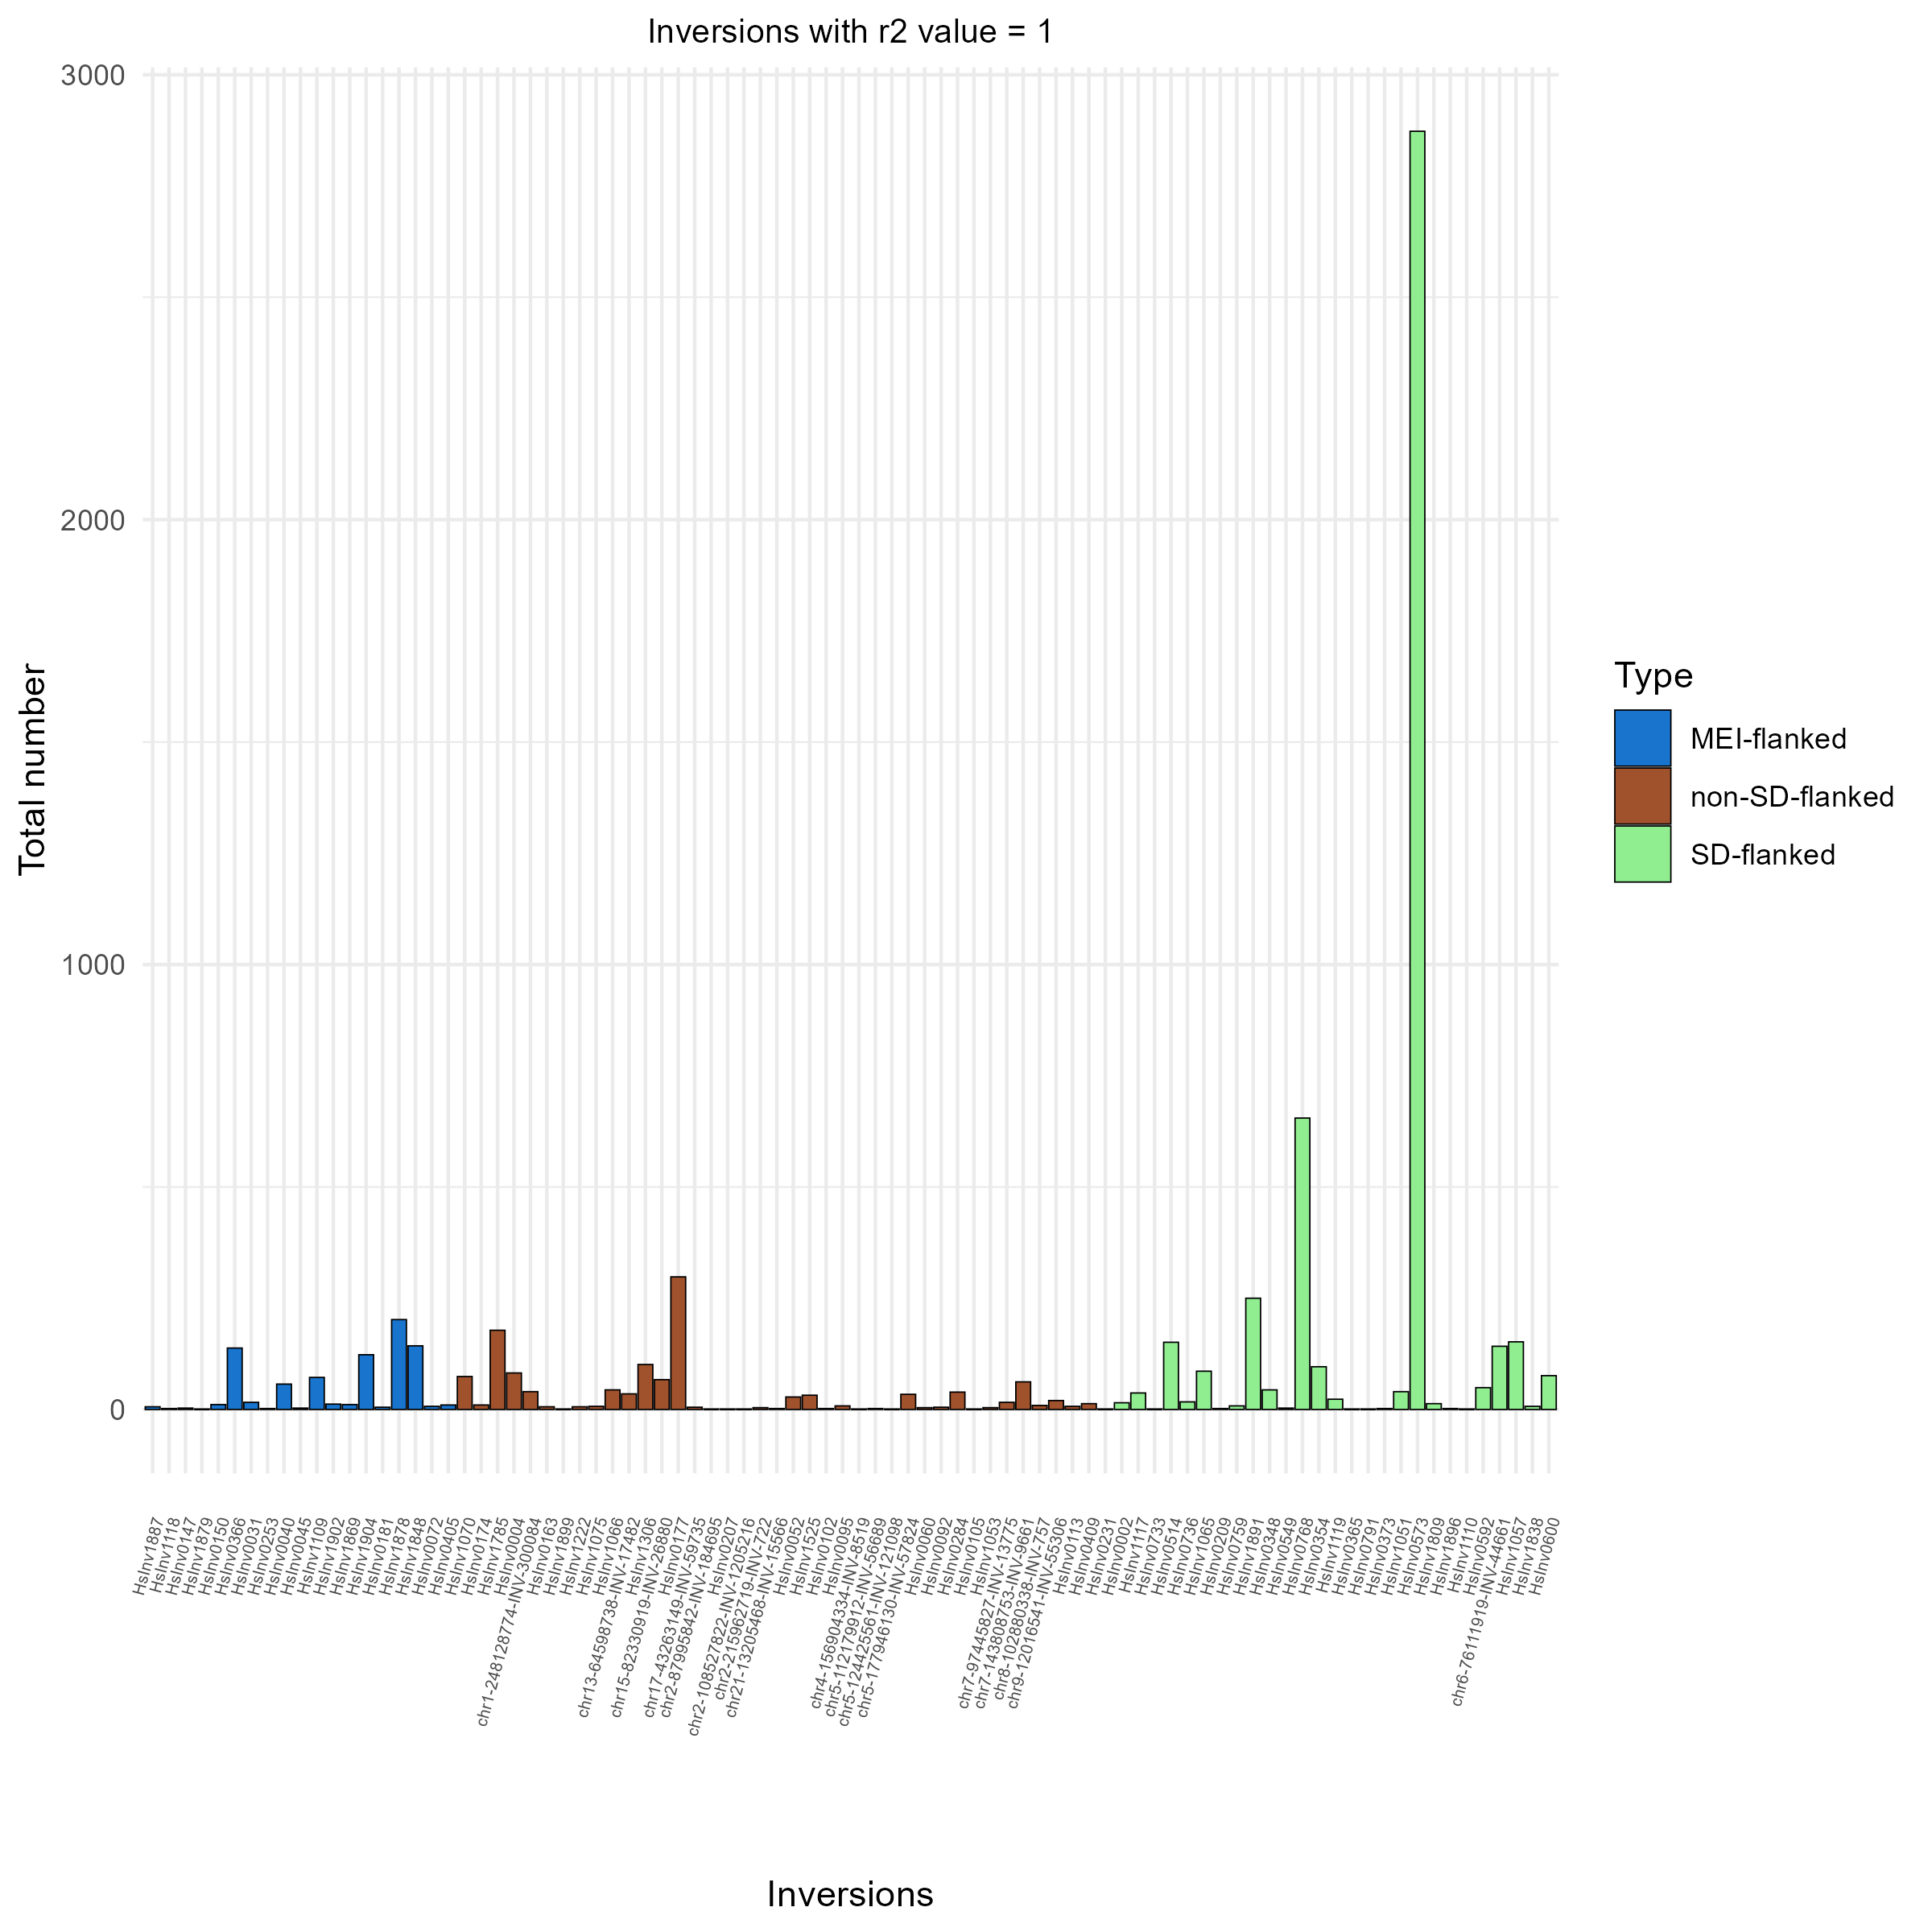 Inversions with r2 value = 1
3000
2000
1000
0
Total number
Type
MEI-flanked
non-SD-flanked
SD-flanked
HsInv1887
HsInv1118
HsInv0147
HsInv1879
HsInv0150
HsInv0366
HsInv0031
HsInv0253
HsInv0040
HsInv0045
HsInv1109
HsInv1902
HsInv1869
HsInv1904
HsInv0181
HsInv1878
HsInv1848
HsInv0072
HsInv0405
HsInv1070
HsInv0174
HsInv1785
HsInv0004
chr1-248128774-INV-300084
HsInv0163
HsInv1899
HsInv1222
HsInv1075
HsInv1066
chr13-64598738-INV-17482
HsInv1306
chr15-82330919-INV-26880
HsInv0177
chr17-43263149-INV-59735
chr2-87995842-INV-184695
HsInv0207
chr2-108527822-INV-1205216
chr2-215962719-INV-722
chr21-13205468-INV-15566
HsInv0052
HsInv1525
HsInv0102
HsInv0095
chr4-156904334-INV-8519
chr5-112179912-INV-56689
chr5-124425561-INV-121098
chr5-177946130-INV-57824
HsInv0060
HsInv0092
HsInv0284
HsInv0105
HsInv1053
chr7-97445827-INV-13775
chr7-143808753-INV-9661
chr8-102880338-INV-757
chr9-12016541-INV-55306
HsInv0113
HsInv0409
HsInv0231
HsInv0002
HsInv1117
HsInv0733
HsInv0514
HsInv0736
HsInv1065
HsInv0209
HsInv0759
HsInv1891
HsInv0348
HsInv0549
HsInv0768
HsInv0354
HsInv1119
HsInv0365
HsInv0791
HsInv0373
HsInv1051
HsInv0573
HsInv1809
HsInv1896
HsInv1110
HsInv0592
chr6-76111919-INV-44661
HsInv1057
HsInv1838
HsInv0600
Inversions